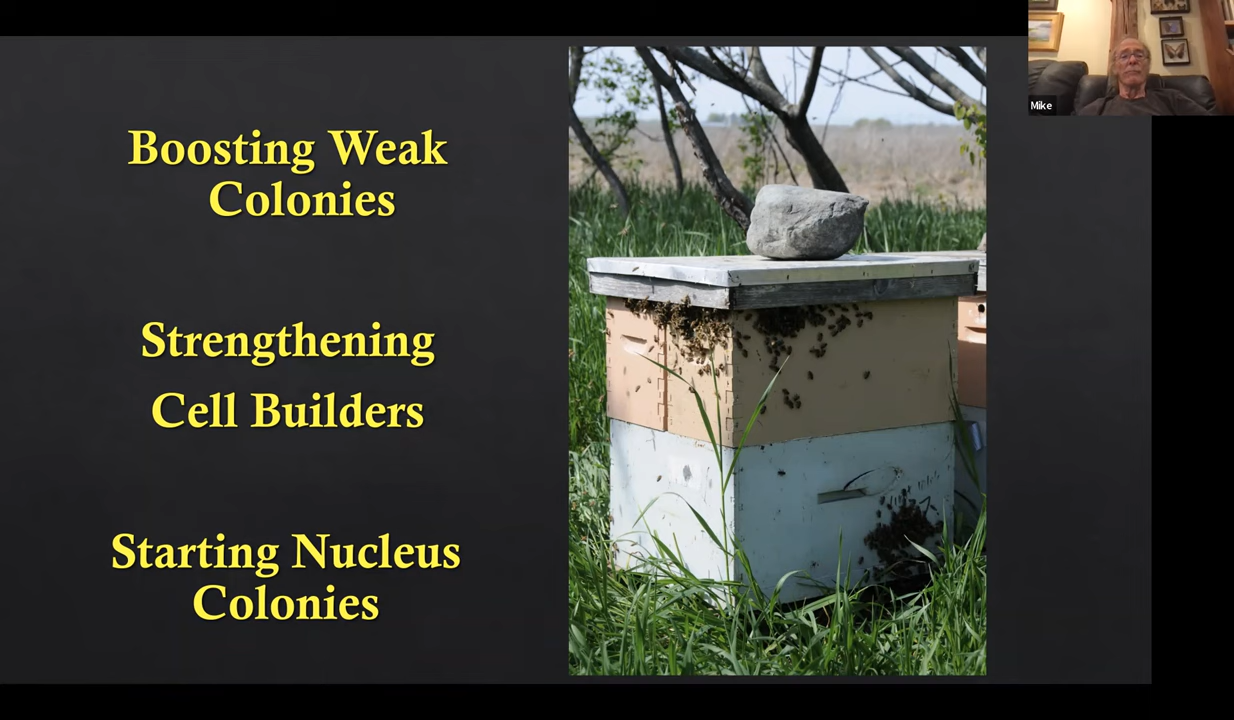 Boosting Weak
Colonies
Strengthening
Cell Builders
Starting Nucleus
Colonies
Mike